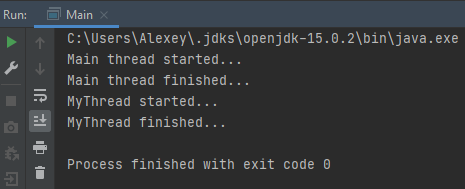 Run: Main ×
C:\Users\Alexey\.jdks\openjdk-15.0.2\bin\java.exe
Main thread started...
Main thread finished...
MyThread started...
MyThread finished...
Process finished with exit code 0